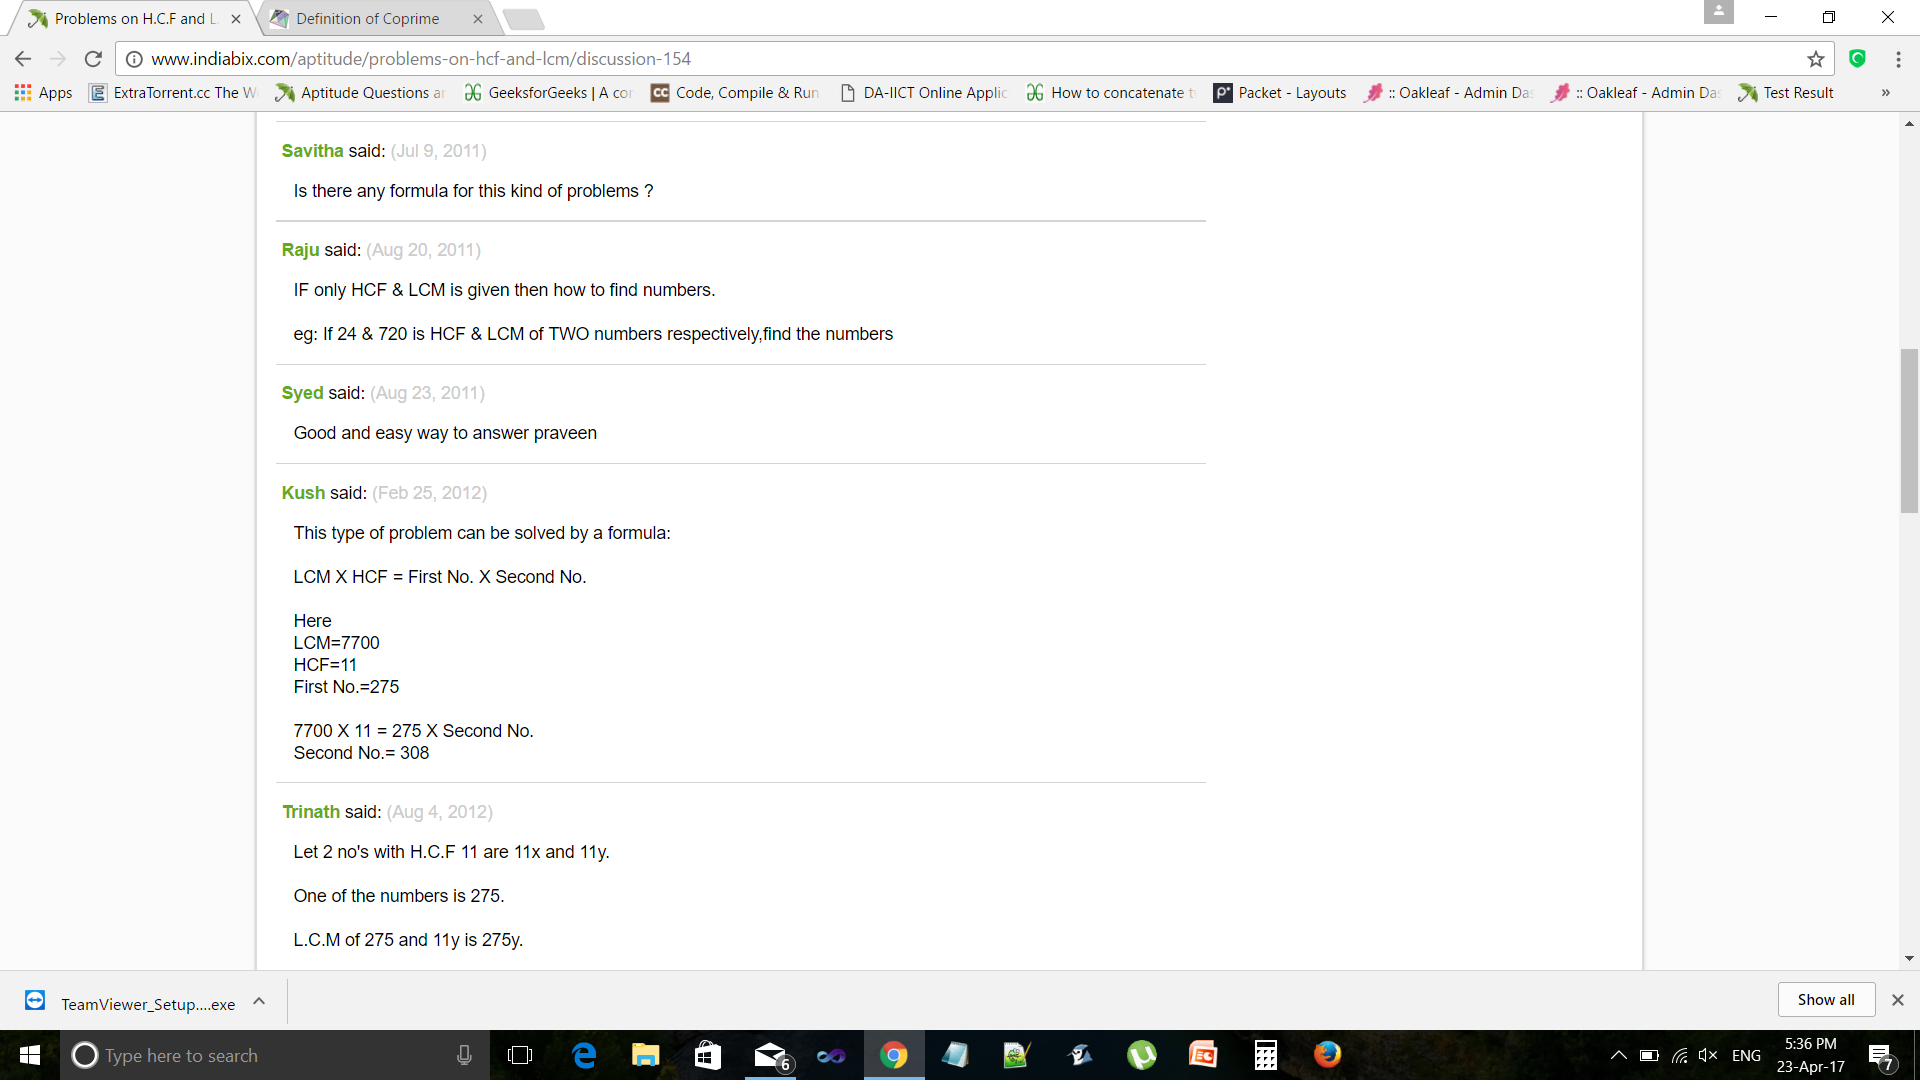 Problems on H.C.F and L
Definition of Coprime
www.indiabix.com/aptitude/problems-on-hcf-and-lcm/discussion-154
Apps ExtraTorrent.cc The W Aptitude Questions ar GeeksforGeeks | A cor Code, Compile & Run DA-IICT Online Applic How to concatenate t Packet - Layouts :: Oakleaf - Admin Das :: Oakleaf - Admin Das Test Result »
Savitha said: (Jul 9, 2011)
Is there any formula for this kind of problems ?
Raju said: (Aug 20, 2011)
IF only HCF & LCM is given then how to find numbers.
eg: If 24 & 720 is HCF & LCM of TWO numbers respectively,find the numbers
Syed said: (Aug 23, 2011)
Good and easy way to answer praveen
Kush said: (Feb 25, 2012)
This type of problem can be solved by a formula:
LCM X HCF = First No. X Second No.
Here
LCM=7700
HCF=11
First No.=275
7700 X 11 = 275 X Second No.
Second No.= 308
Trinath said: (Aug 4, 2012)
Let 2 no's with H.C.F 11 are 11x and 11y.
One of the numbers is 275.
L.C.M of 275 and 11y is 275y.
TeamViewer_Setup....exe
Show all
Type here to search
6
ENG
5:36 PM
23-Apr-17
7